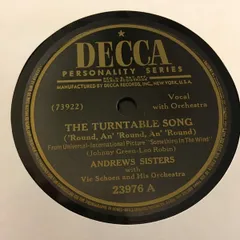 DECCA
PERSONALITY SERIES
MANUFACTURED BY DECCA RECORDS, INC., NEW YORK, U.S.A.
(73922)
Vocal
with Orchestra
THE TURNTABLE SONG
('Round, An' 'Round, An' 'Round)
From Universal-International Picture "Something In The Wind"
(Johnny Green-Leo Robin)
ANDREWS SISTERS
with
Vic Schoen and His Orchestra
23976 A